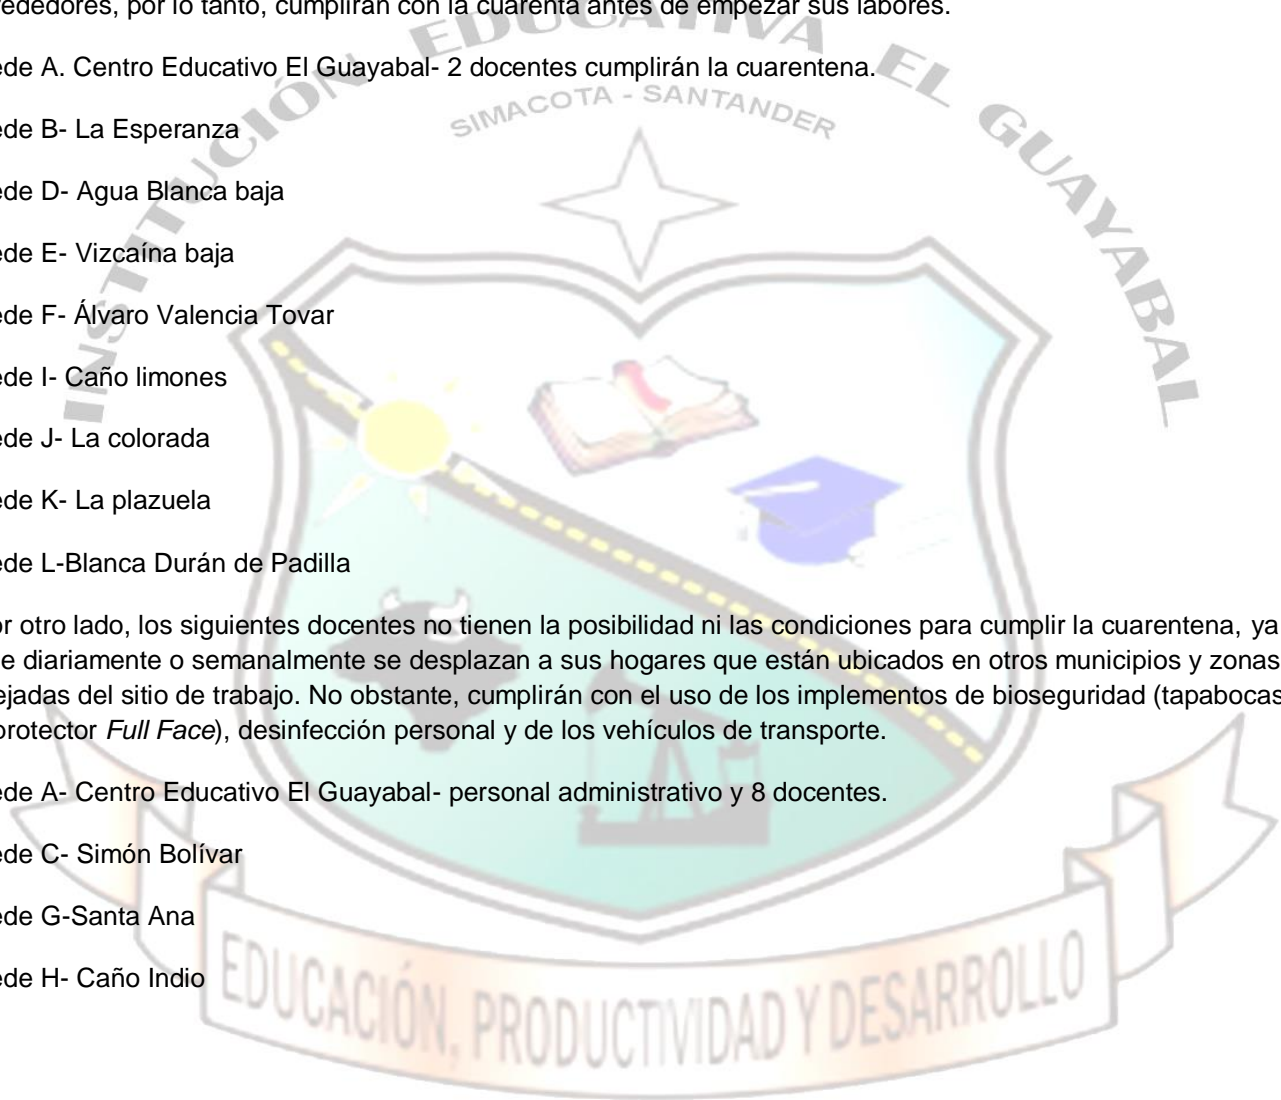 rededores, por lo tanto, cumplirán con la cuarenta antes de empezar sus labores.
INSTITUCIÓN EDUCATIVA EL GUAYABAL
SIMACOTA - SANTANDER
ede A. Centro Educativo El Guayabal- 2 docentes cumplirán la cuarentena.
ede B- La Esperanza
ede D- Agua Blanca baja
ede E- Vizcaína baja
ede F- Álvaro Valencia Tovar
ede I- Caño limones
ede J- La colorada
ede K- La plazuela
ede L-Blanca Durán de Padilla
or otro lado, los siguientes docentes no tienen la posibilidad ni las condiciones para cumplir la cuarentena, ya
e diariamente o semanalmente se desplazan a sus hogares que están ubicados en otros municipios y zonas
ejadas del sitio de trabajo. No obstante, cumplirán con el uso de los implementos de bioseguridad (tapabocas
protector Full Face), desinfección personal y de los vehículos de transporte.
ede A- Centro Educativo El Guayabal- personal administrativo y 8 docentes.
ede C- Simón Bolívar
ede G-Santa Ana
ede H- Caño Indio
EDUCACIÓN, PRODUCTIVIDAD Y DESARROLLO